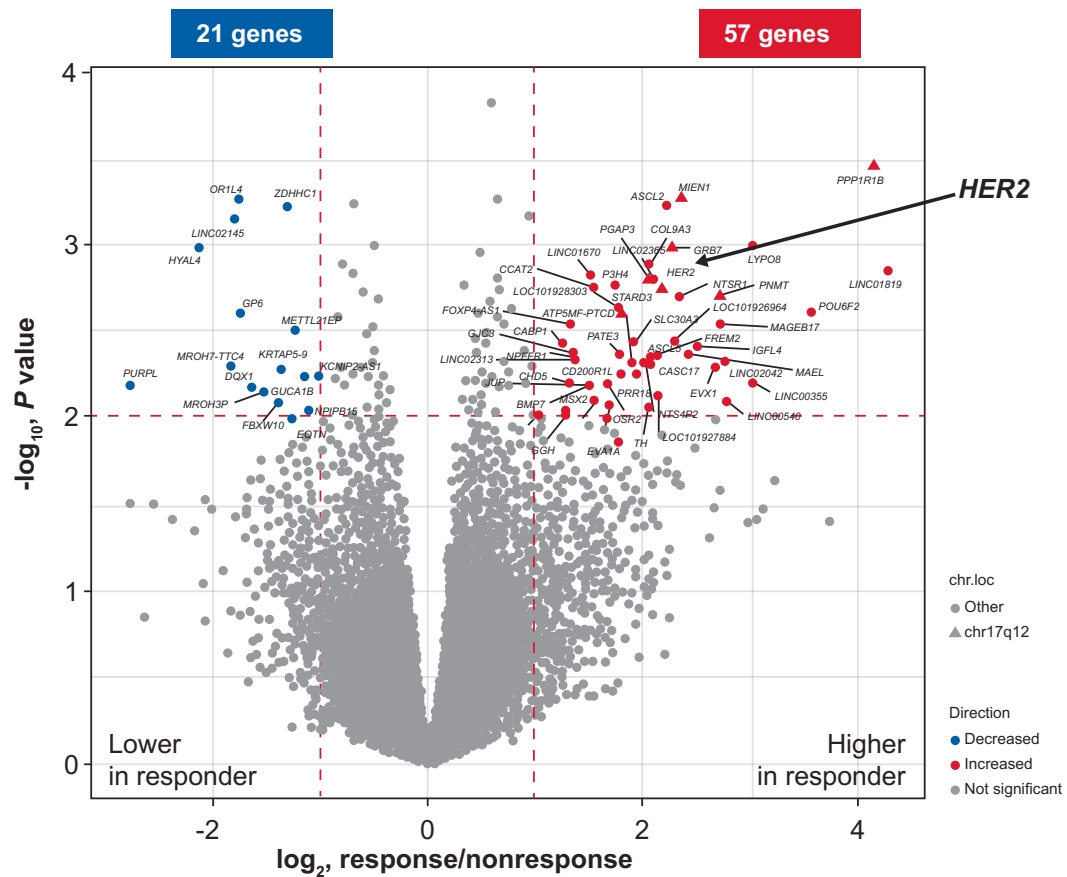 21 genes
57 genes
4
3
2
1
0
-log10, P value
OR1L4
ZDHHC1
LINC02145
HYAL4
GP6
METTL21EP
MROH7-TTC4
KRTAP5-9
KCNIP2-AS1
PURPL
DQX1
GUCA1B
MROH3P
NPIPB15
FBXW10
EQTN
PPP1R1B
MIEN1
ASCL2
HER2
PGAP3
COL9A3
LINC01670
LINC02365
GRB7
LYPO8
CCAT2
P3H4
HER2
LINC01819
LOC101928303
STARD3
NTSR1
PNMT
FOXP4-AS1
ATP5MF-PTCD
LOC101926964
POU6F2
SLC30A3
GJC3
CABP1
PATE3
FREM2
MAGEB17
LINC02313
NPFFR1
ASCL5
IGFL4
CHD5
CD200R1L
CASC17
LINC02042
MAEL
JUP
PRR18
EVX1
LINC00355
BMP7
MSX2
NTS4P2
LINC00540
OSR2
GGH
EVA1A
TH
LOC101927884
chr.loc
Other
chr17q12
Direction
Decreased
Increased
Not significant
Lower
in responder
Higher
in responder
-2
0
2
4
log2, response/nonresponse